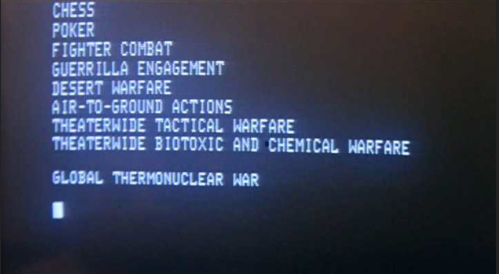 CHESS
POKER
FIGHTER COMBAT
GUERRILLA ENGAGEMENT
DESERT WARFARE
AIR-TO-GROUND ACTIONS
THEATERWIDE TACTICAL WARFARE
THEATERWIDE BIOTOXIC AND CHEMICAL WARFARE
GLOBAL THERMONUCLEAR WAR